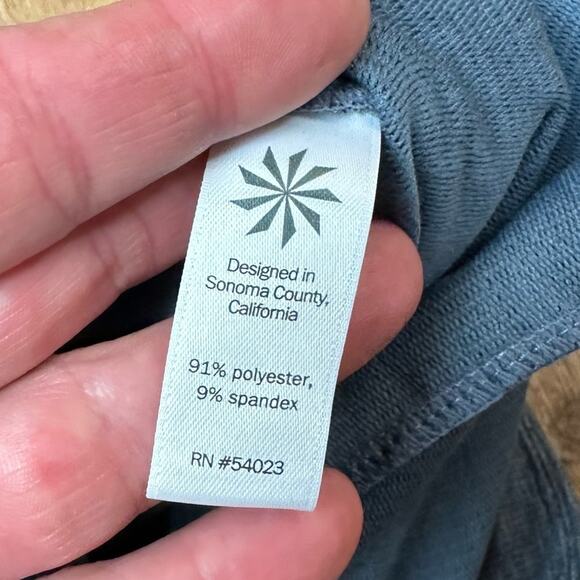 Designed in
Sonoma County,
California
91% polyester,
9% spandex
RN #54023